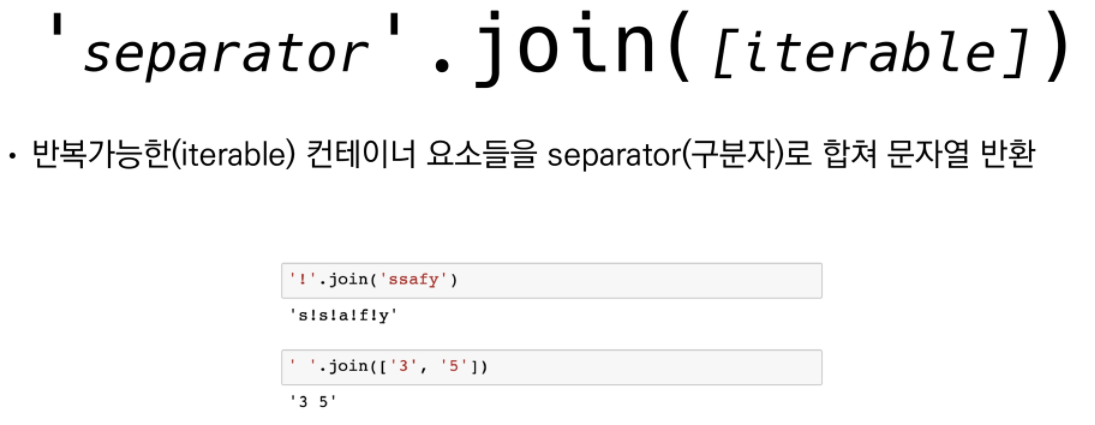 'separator'.join([iterable])
• 반복가능한(iterable) 컨테이너 요소들을 separator(구분자)로 합쳐 문자열 반환
'!'.join('ssafy')
's!s!a!f!y'
' '.join(['3', '5'])
'3 5'